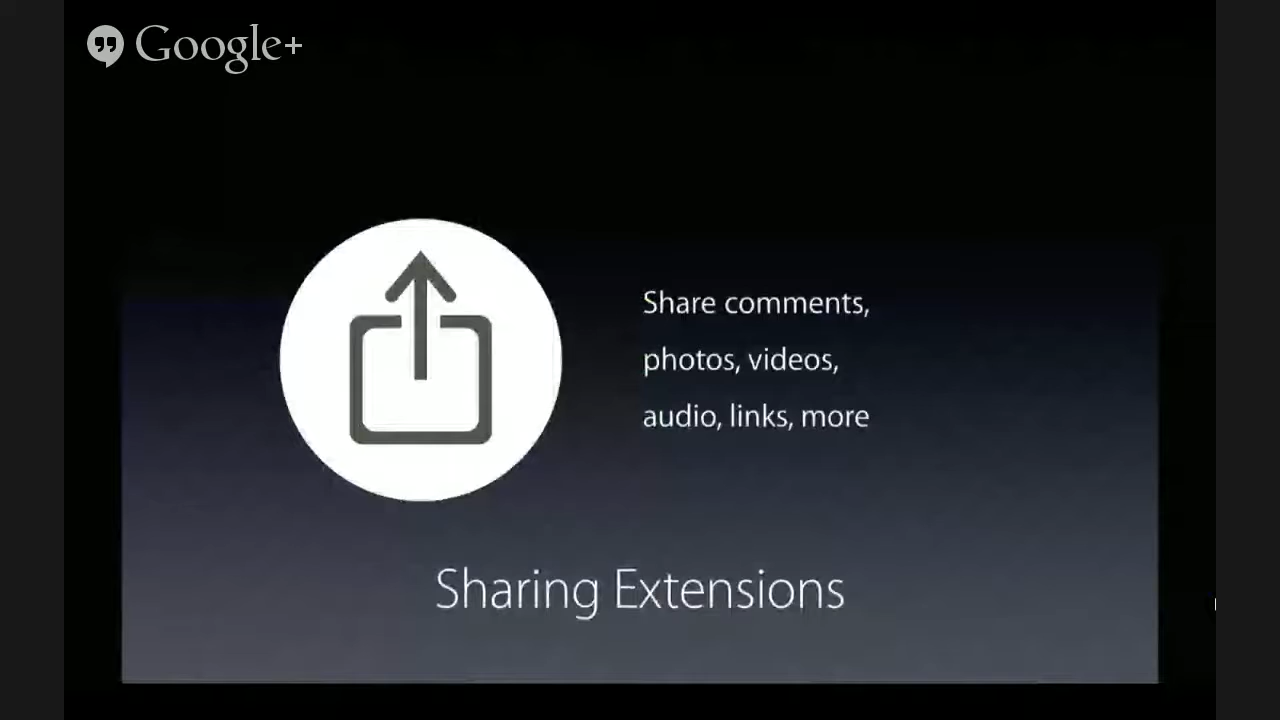 Google+
Share comments,
photos, videos,
audio, links, more
Sharing Extensions